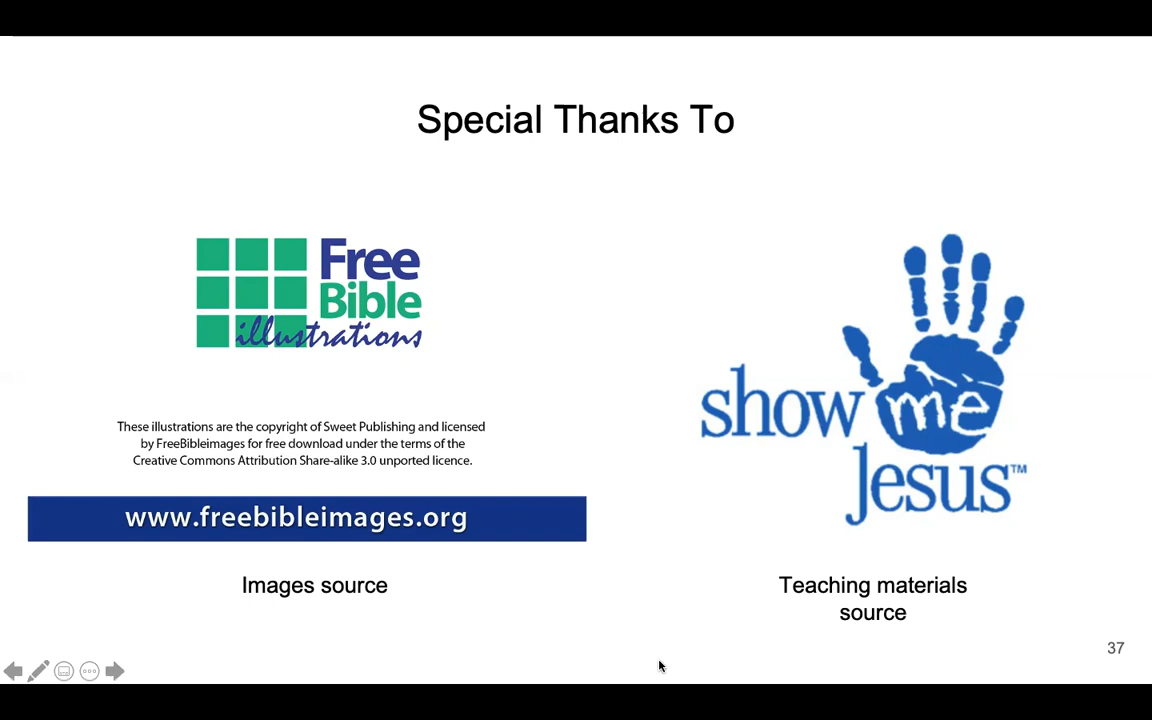 Special Thanks To
Free
Bible
illustrations
These illustrations are the copyright of Sweet Publishing and licensed
by FreeBibleimages for free download under the terms of the
Creative Commons Attribution Share-alike 3.0 unported licence.
www.freebibleimages.org
Images source
show me
Jesus™
Teaching materials
source
37